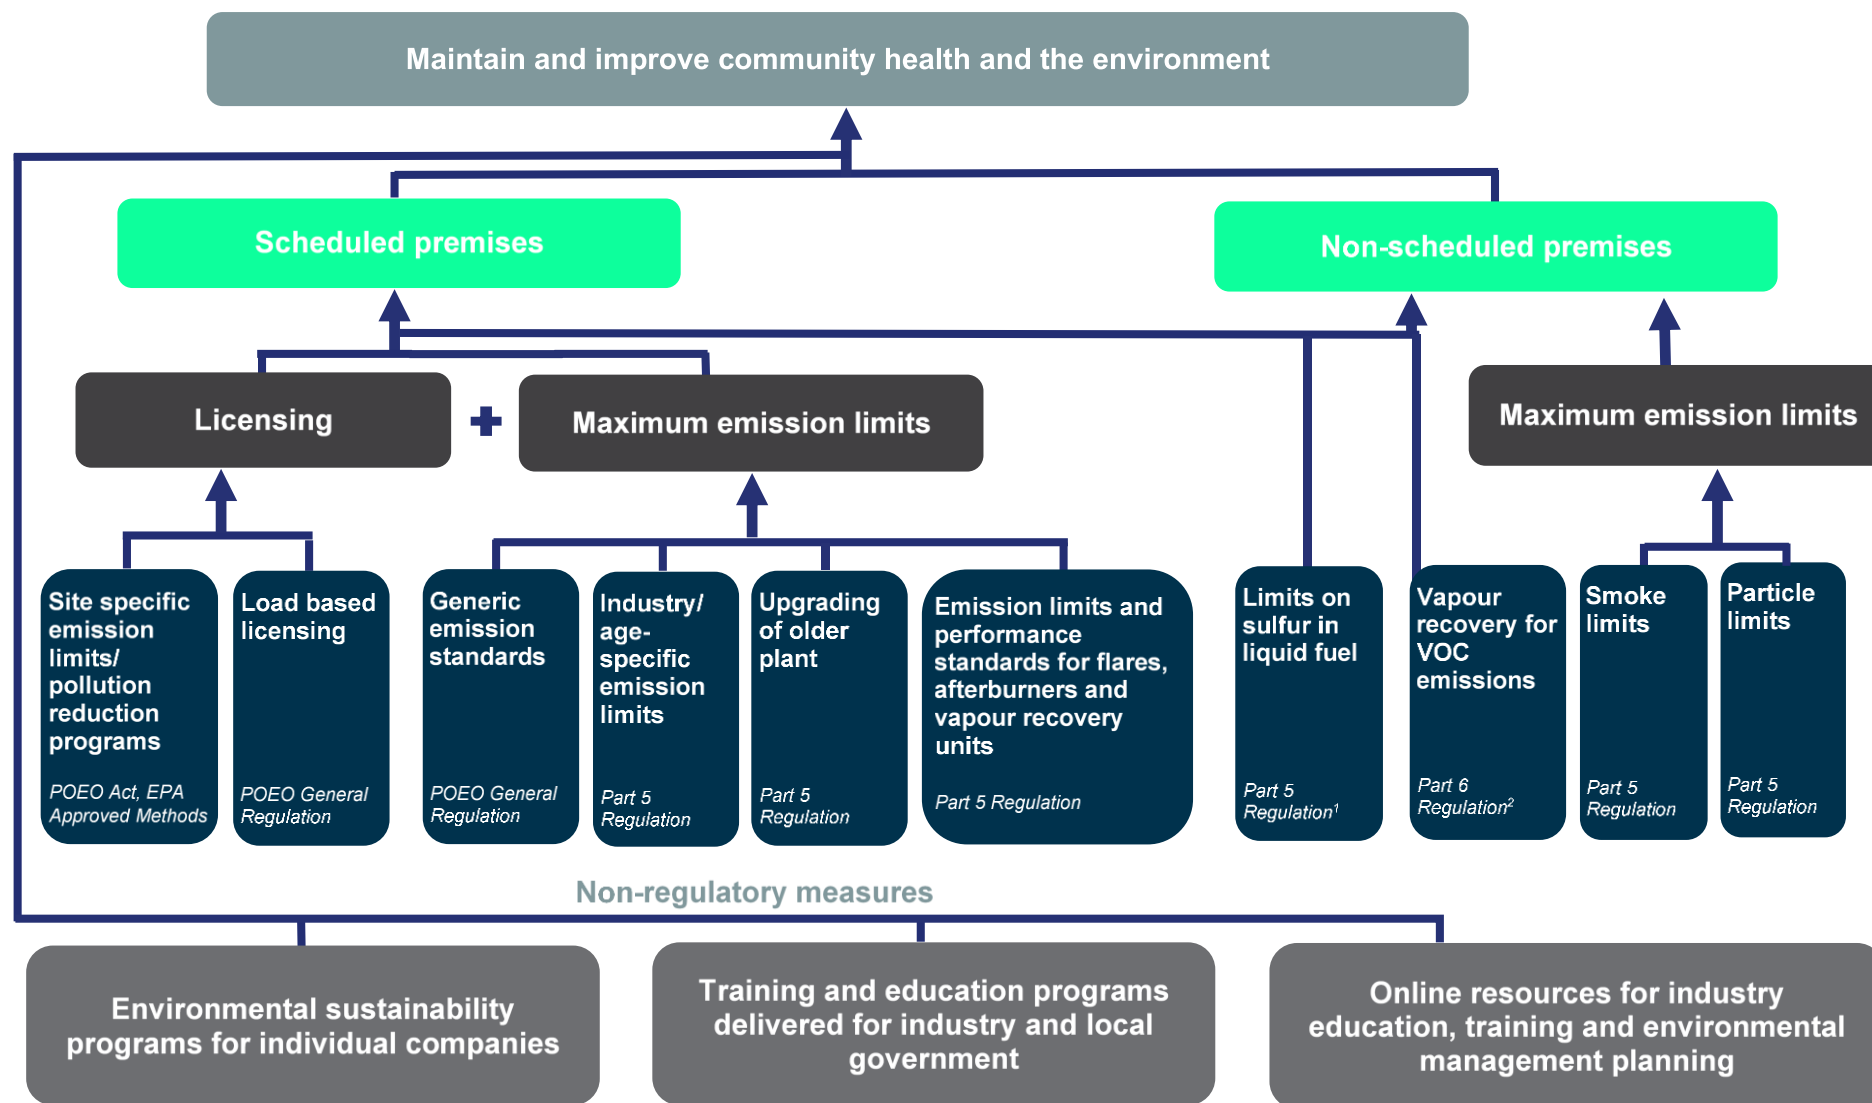 Maintain and improve community health and the environment
Scheduled premises
Non-scheduled premises
Licensing
Maximum emission limits
Maximum emission limits
Site specific
emission
limits/
pollution
reduction
programs
POEO Act, EPA
Approved Methods
Load based
licensing
POEO General
Regulation
Generic
emission
standards
POEO General
Regulation
Industry/
age-
specific
emission
limits
Part 5
Regulation
Upgrading
of older
plant
Part 5
Regulation
Emission limits and
performance
standards for flares,
afterburners and
vapour recovery
units
Part 5 Regulation
Limits on
sulfur in
liquid fuel
Part 5
Regulation¹
Vapour
recovery for
VOC
emissions
Part 6
Regulation²
Smoke
limits
Part 5
Regulation
Particle
limits
Part 5
Regulation
Non-regulatory measures
Environmental sustainability
programs for individual companies
Training and education programs
delivered for industry and local
government
Online resources for industry
education, training and environmental
management planning